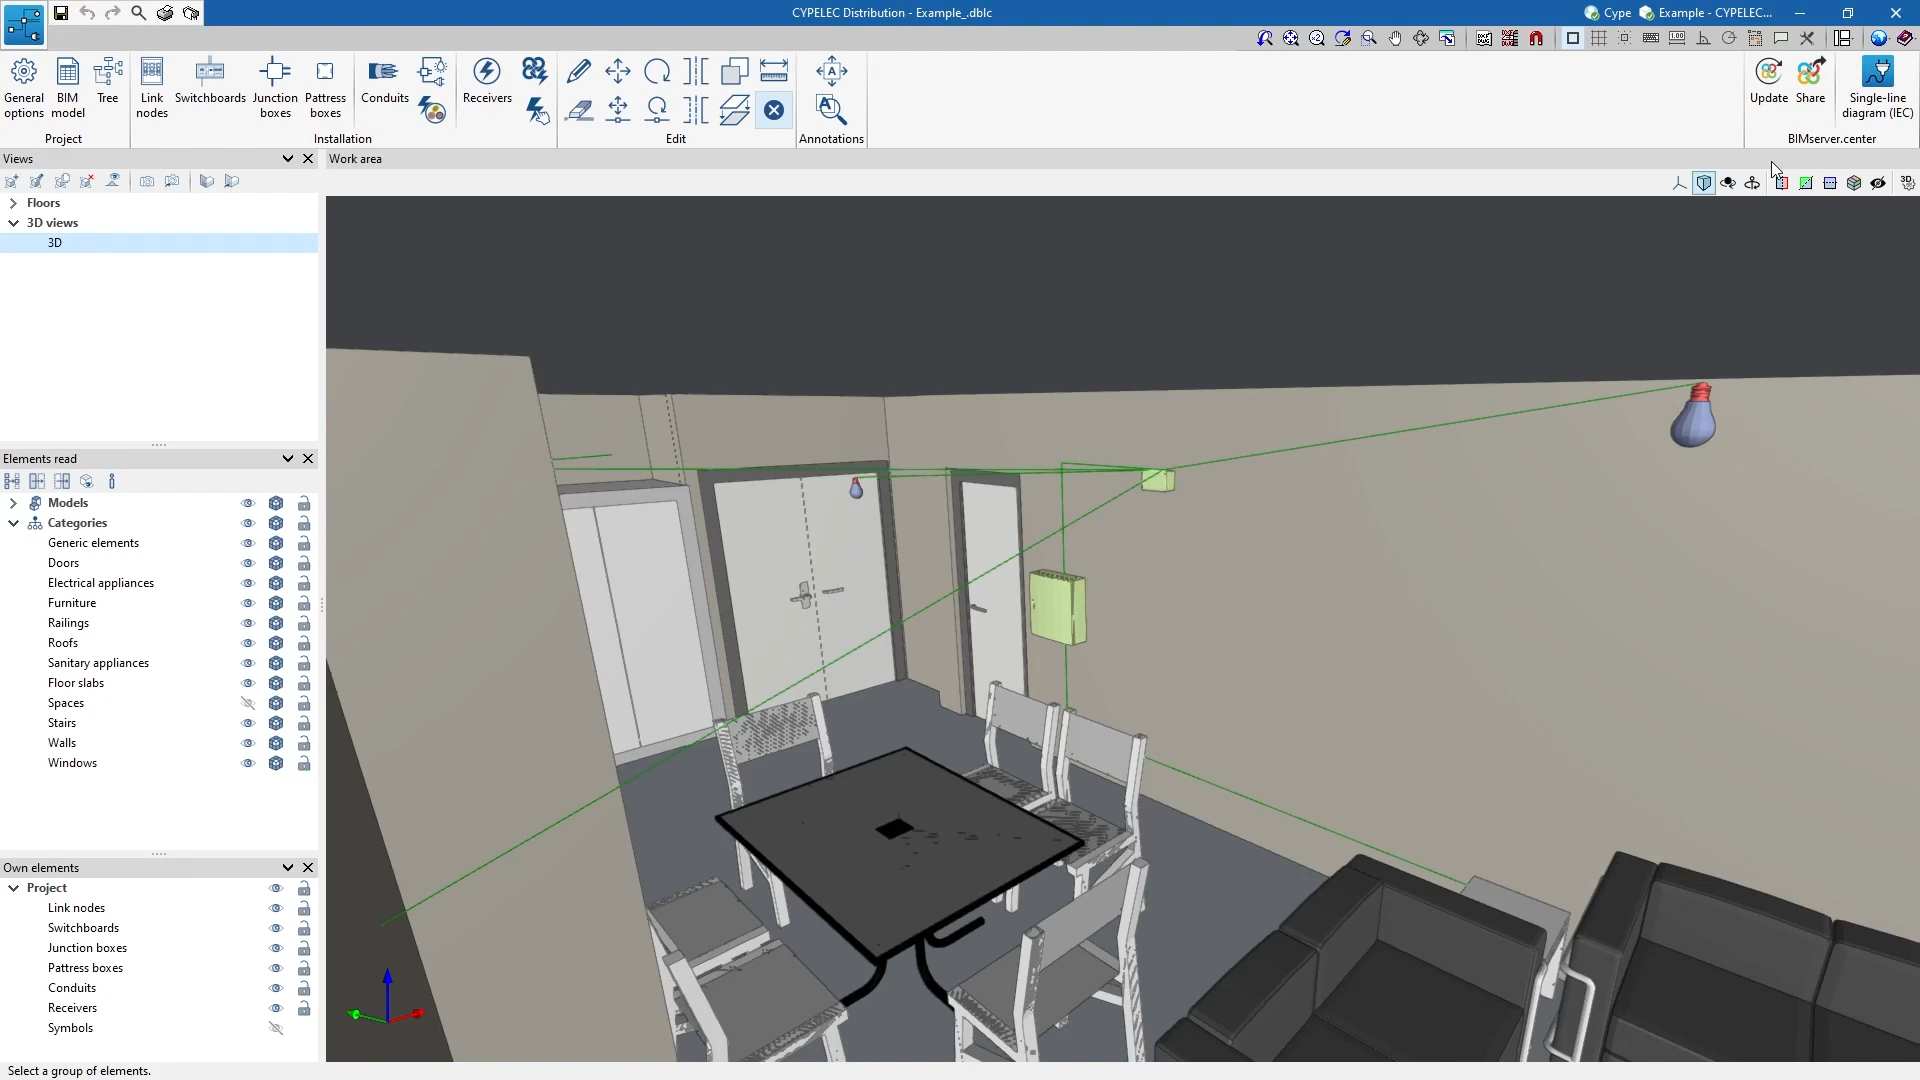 CYPELEC Distribution - Example_.dblc
Cype
Example - CYPELEC...
General options
BIM model
Tree
Link nodes
Switchboards
Junction boxes
Pattress boxes
Conduits
Receivers
Update
Share
Single-line diagram (IEC)
Project
Installation
Edit
Annotations
BIMserver.center
Views
Work area
Floors
3D views
3D
Elements read
Models
Categories
Generic elements
Doors
Electrical appliances
Furniture
Railings
Roofs
Sanitary appliances
Floor slabs
Spaces
Stairs
Walls
Windows
Own elements
Project
Link nodes
Switchboards
Junction boxes
Pattress boxes
Conduits
Receivers
Symbols
Select a group of elements.